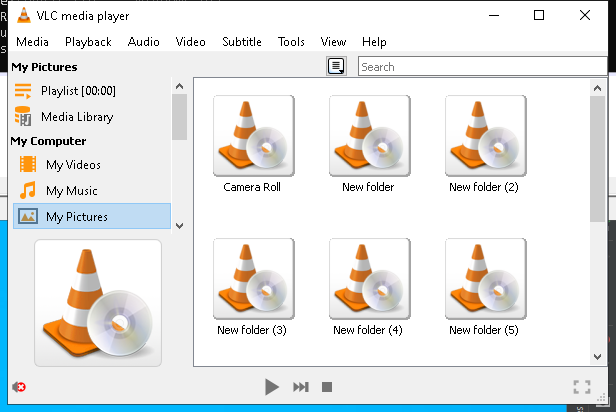 VLC media player
Media Playback Audio Video Subtitle Tools View Help
My Pictures
Search
Playlist [00:00]
Media Library
My Computer
My Videos
My Music
My Pictures
Camera Roll
New folder
New folder (2)
New folder (3)
New folder (4)
New folder (5)